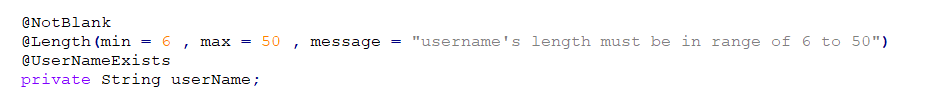 @NotBlank
@Length(min = 6 , max = 50 , message = "username's length must be in range of 6 to 50")
@UserNameExists
private String userName;